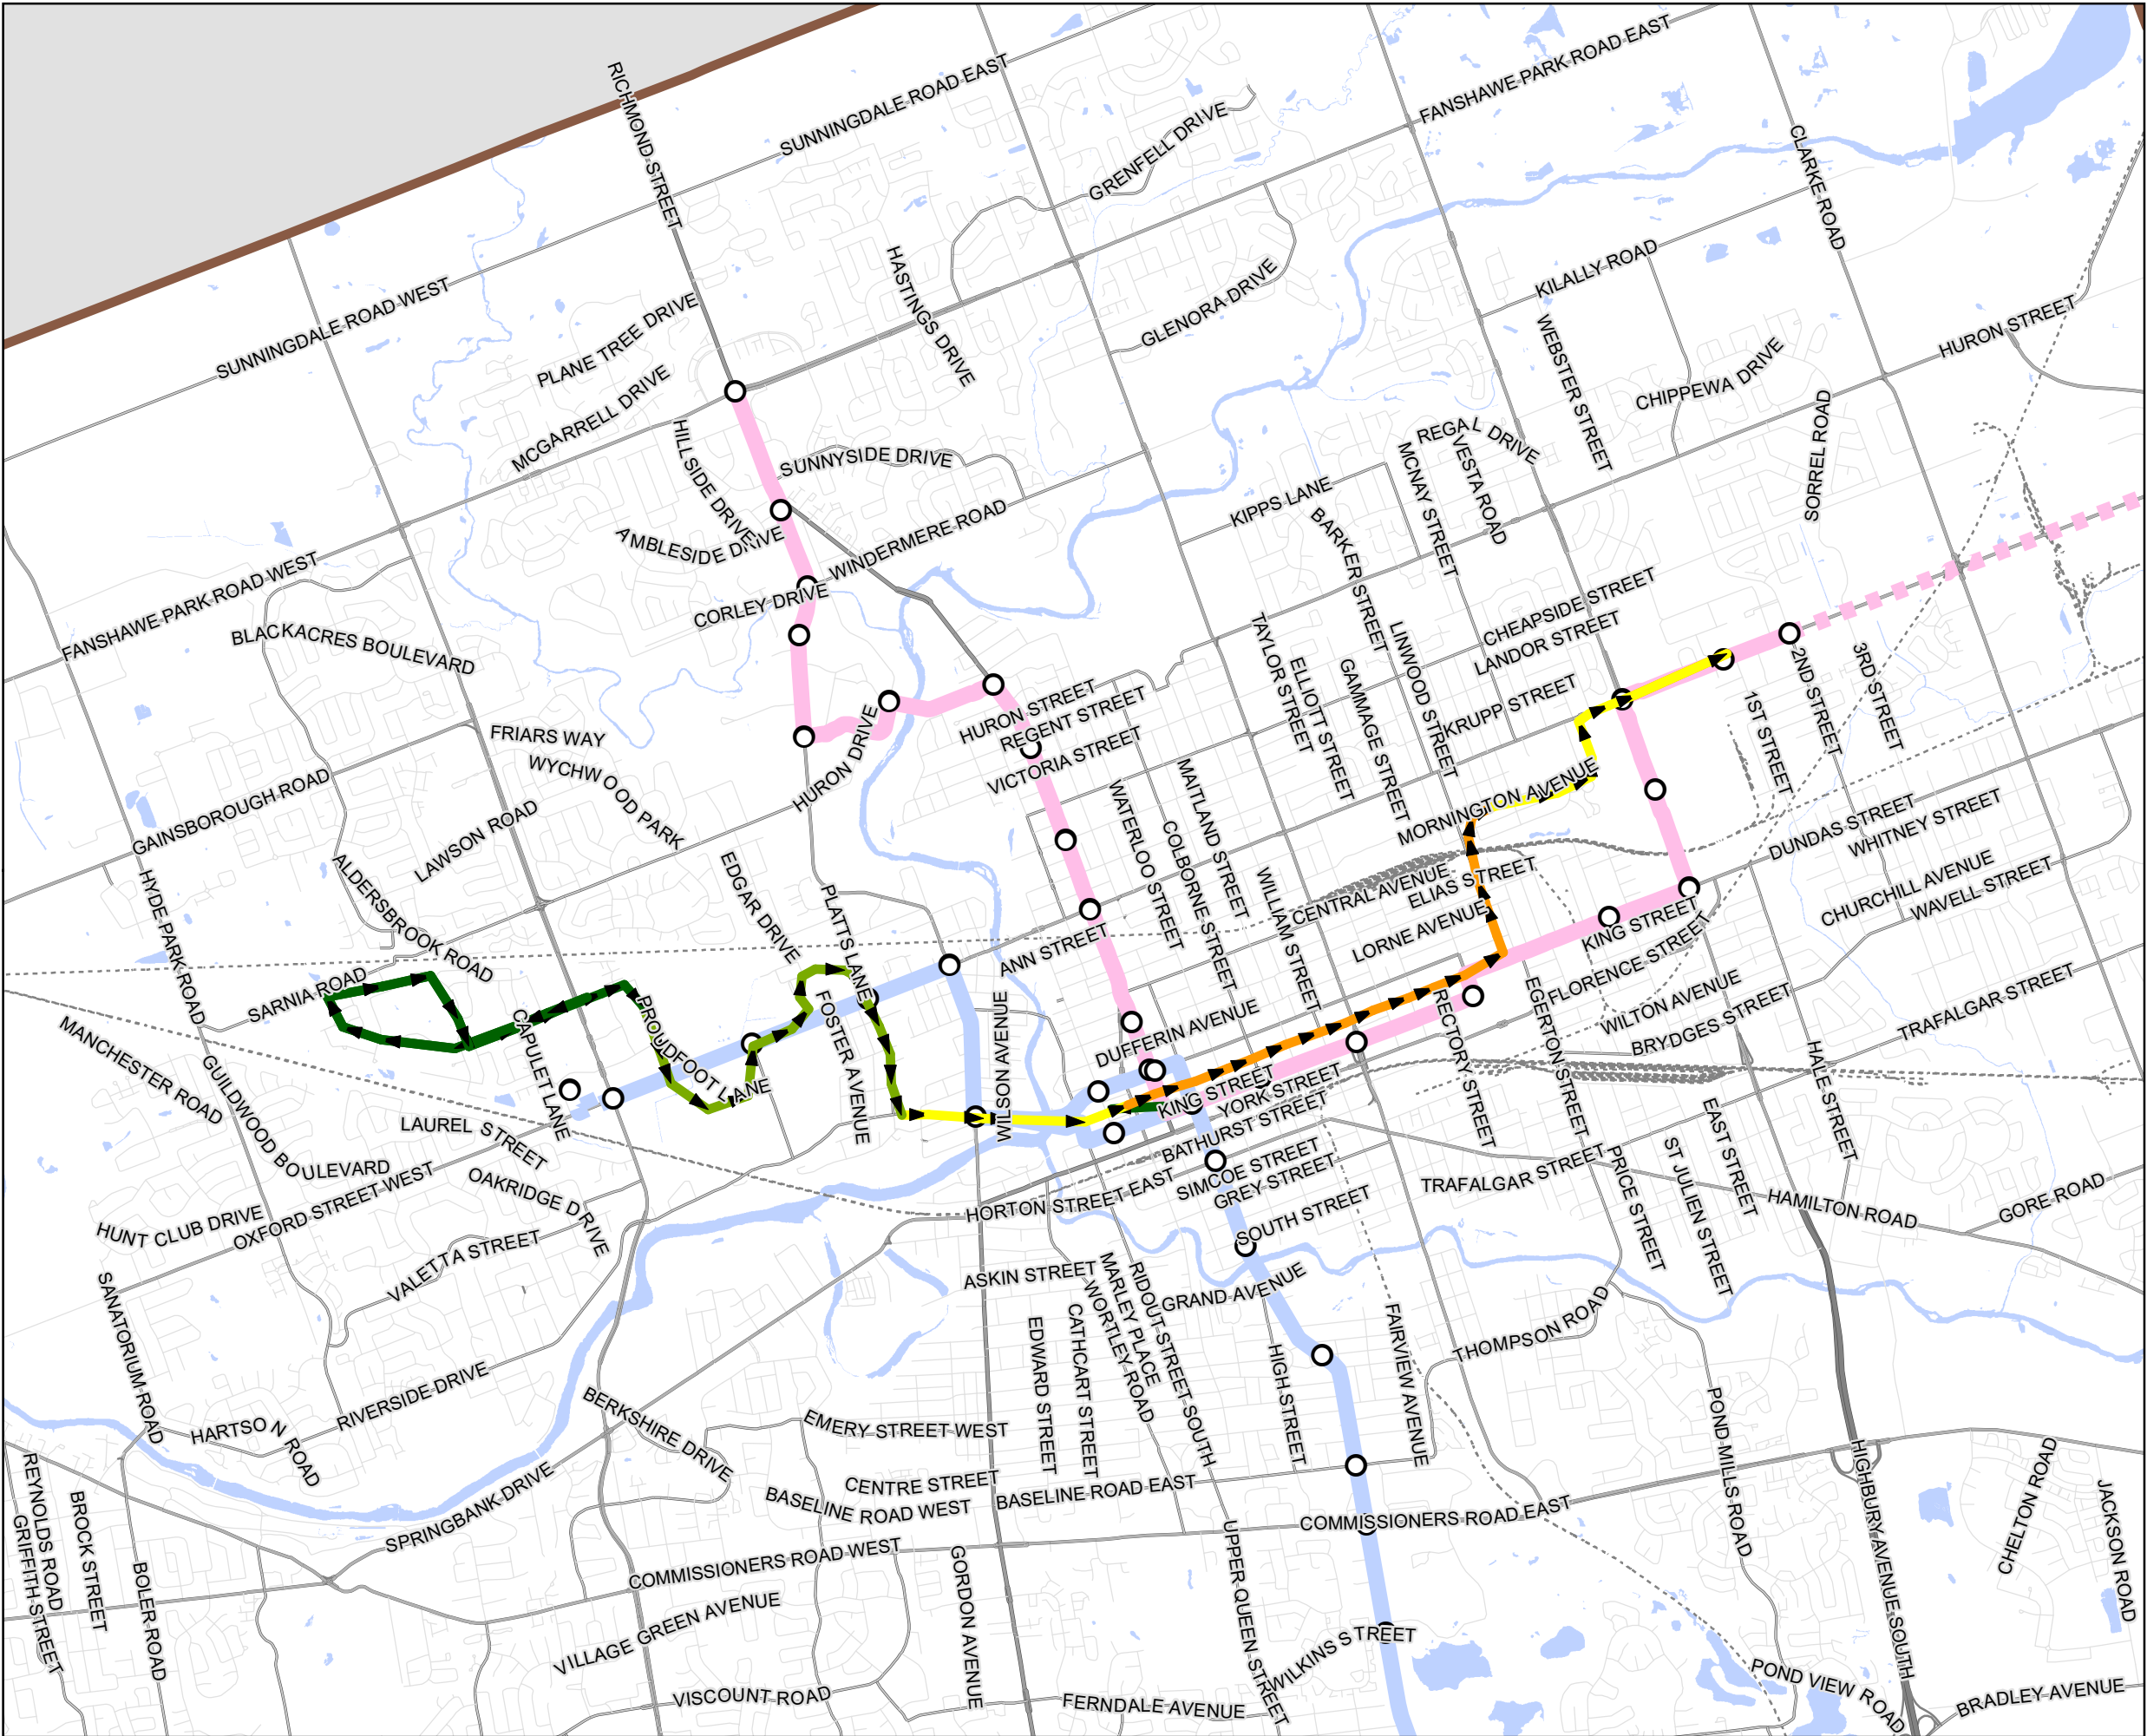 RICHMOND STREET
SUNNINGDALE ROAD EAST
FANSHAWE PARK ROAD EAST
GRENFELL DRIVE
CLARKE ROAD
HASTINGS DRIVE
GLENORA DRIVE
KILALLY ROAD
SUNNINGDALE ROAD WEST
PLANE TREE DRIVE
MCGARRELL DRIVE
HURON STREET
WEBSTER STREET
CHIPPEWA DRIVE
SORREL ROAD
HILLSIDE DRIVE
SUNNYSIDE DRIVE
REGAL DRIVE
VESTA ROAD
MCNAY STREET
KIPPS LANE
BARKER STREET
AMBLESIDE DRIVE
WINDERMERE ROAD
CORLEY DRIVE
FANSHAWE PARK ROAD WEST
BLACKACRES BOULEVARD
CHEAPSIDE STREET
LANDOR STREET
TAYLOR STREET
LINWOOD STREET
ELLIOTT STREET
GAMMAGE STREET
KRUPP STREET
2ND STREET
3RD STREET
1ST STREET
HURON STREET
REGENT STREET
VICTORIA STREET
FRIARS WAY
WYCHWOOD PARK
HURON DRIVE
GAINSBOROUGH ROAD
LAWSON ROAD
MORNINGTON AVENUE
WATERLOO STREET
MAITLAND STREET
COLBORNE STREET
WILLIAM STREET
DUNDAS STREET
WHITNEY STREET
CHURCHILL AVENUE
WAVELL STREET
CENTRAL AVENUE
ELIAS STREET
LORNE AVENUE
KING STREET
FLORENCE STREET
EDGAR DRIVE
PLATTS LANE
ALDERSBROOK ROAD
HYDE PARK ROAD
SARNIA ROAD
ANN STREET
DUFFERIN AVENUE
RECTORY STREET
EGERTON STREET
WILTON AVENUE
BRYDGES STREET
TRAFALGAR STREET
MANCHESTER ROAD
GUILDWOOD BOULEVARD
CAPULET LANE
PROUDFOOT LANE
FOSTER AVENUE
WILSON AVENUE
KING STREET
YORK STREET
BATHURST STREET
SIMCOE STREET
GREY STREET
HORTON STREET EAST
SOUTH STREET
HALE STREET
EAST STREET
ST JULIEN STREET
PRICE STREET
TRAFALGAR STREET
HAMILTON ROAD
GORE ROAD
LAUREL STREET
OAKRIDGE DRIVE
HUNT CLUB DRIVE
OXFORD STREET WEST
VALETTA STREET
SANATORIUM ROAD
ASKIN STREET
MARLEY PLACE
RIDOUT STREET SOUTH
WORTLEY ROAD
CATHCART STREET
EDWARD STREET
GRAND AVENUE
HIGH STREET
FAIRVIEW AVENUE
THOMPSON ROAD
POND MILLS ROAD
HIGHBURY AVENUE SOUTH
RIVERSIDE DRIVE
HARTSON ROAD
BERKSHIRE DRIVE
EMERY STREET WEST
CENTRE STREET
BASELINE ROAD WEST
BASELINE ROAD EAST
COMMISSIONERS ROAD EAST
REYNOLDS ROAD
GRIFFITH STREET
BROCK STREET
BOLER ROAD
SPRINGBANK DRIVE
COMMISSIONERS ROAD WEST
VILLAGE GREEN AVENUE
GORDON AVENUE
UPPER QUEEN STREET
WILKINS STREET
CHELTON ROAD
JACKSON ROAD
VISCOUNT ROAD
FERNDALE AVENUE
POND VIEW ROAD
BRADLEY AVENUE